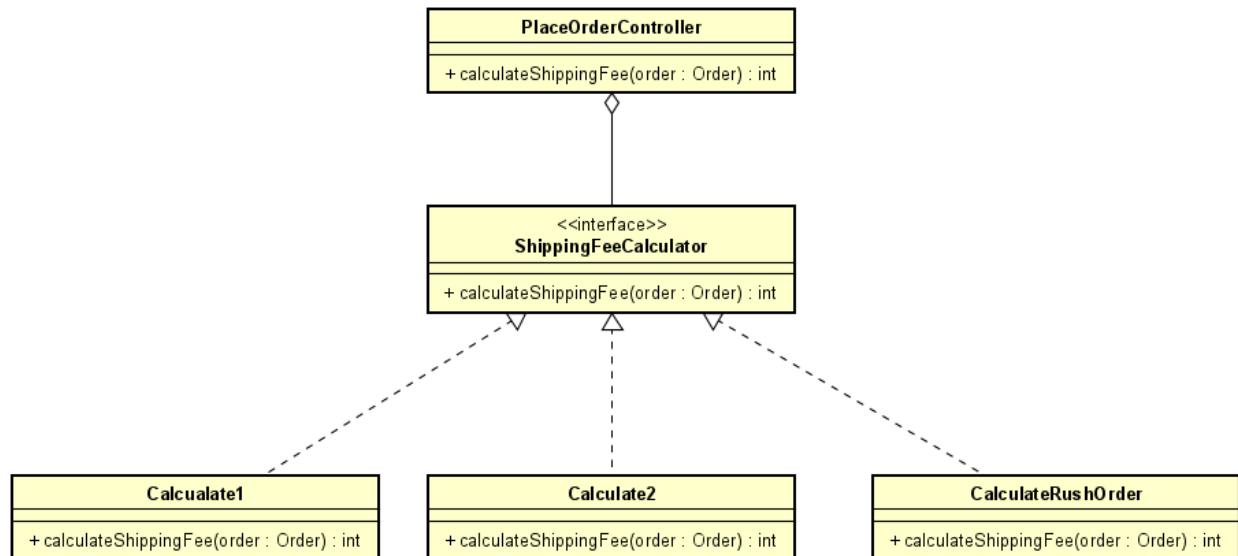 PlaceOrderController
+ calculateShippingFee(order : Order) : int
<<interface>>
ShippingFeeCalculator
+ calculateShippingFee(order : Order) : int
Calcualate1
+ calculateShippingFee(order : Order) : int
Calculate2
+ calculateShippingFee(order : Order) : int
CalculateRushOrder
+ calculateShippingFee(order : Order) : int